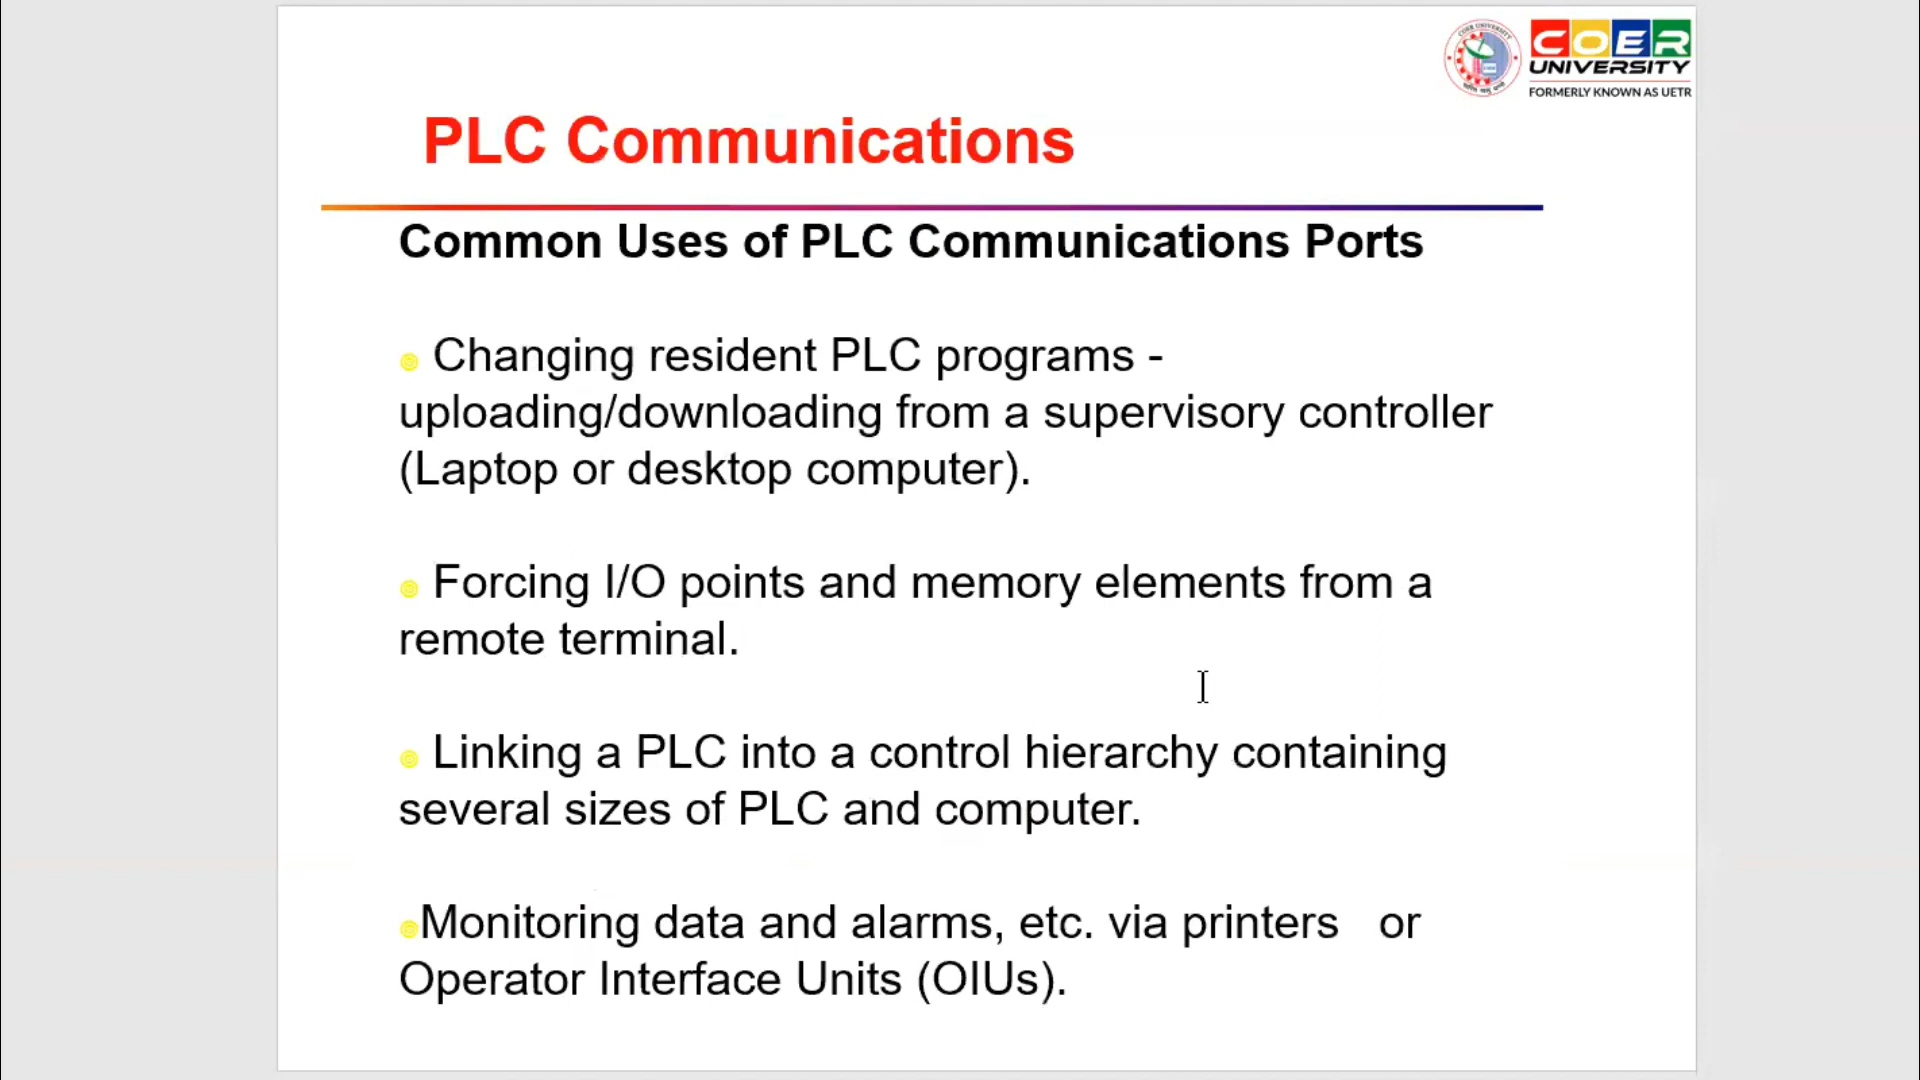 COER
UNIVERSITY
FORMERLY KNOWN AS UETR
COER UNIVERSITY
PLC Communications
Common Uses of PLC Communications Ports
Changing resident PLC programs -
uploading/downloading from a supervisory controller
(Laptop or desktop computer).
Forcing I/O points and memory elements from a
remote terminal.
Linking a PLC into a control hierarchy containing
several sizes of PLC and computer.
Monitoring data and alarms, etc. via printers or
Operator Interface Units (OIUs).